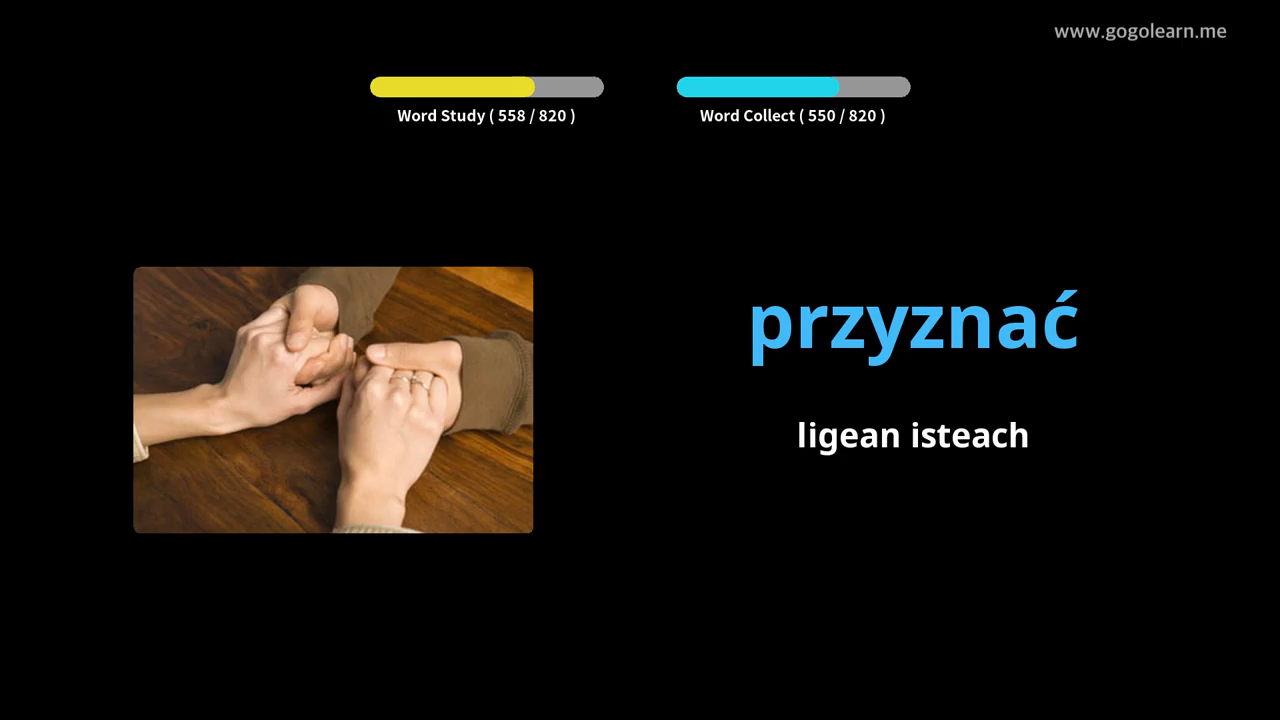 www.gogolearn.me
Word Study ( 558 / 820 )
Word Collect ( 550 / 820 )
przyznać
ligean isteach